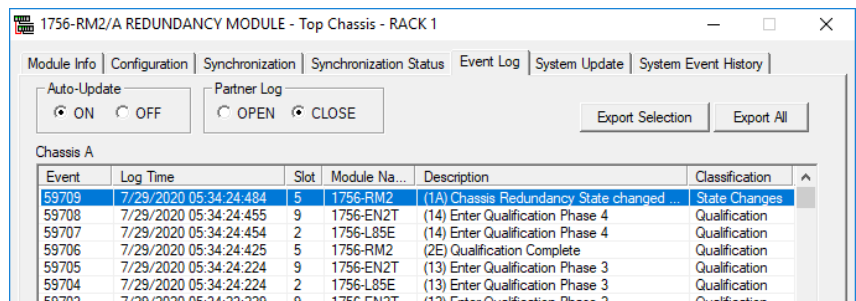 1756-RM2/A REDUNDANCY MODULE - Top Chassis - RACK 1
Module Info Configuration Synchronization Synchronization Status Event Log System Update System Event History
Auto-Update Partner Log
ON OFF OPEN CLOSE Export Selection Export All
Chassis A
Event Log Time Slot Module Na... Description Classification
59709 7/29/2020 05:34:24:484 5 1756-RM2 (1A) Chassis Redundancy State changed ... State Changes
59708 7/29/2020 05:34:24:455 9 1756-EN2T (14) Enter Qualification Phase 4 Qualification
59707 7/29/2020 05:34:24:454 2 1756-L85E (14) Enter Qualification Phase 4 Qualification
59706 7/29/2020 05:34:24:425 5 1756-RM2 (2E) Qualification Complete Qualification
59705 7/29/2020 05:34:24:224 9 1756-EN2T (13) Enter Qualification Phase 3 Qualification
59704 7/29/2020 05:34:24:224 2 1756-L85E (13) Enter Qualification Phase 3 Qualification